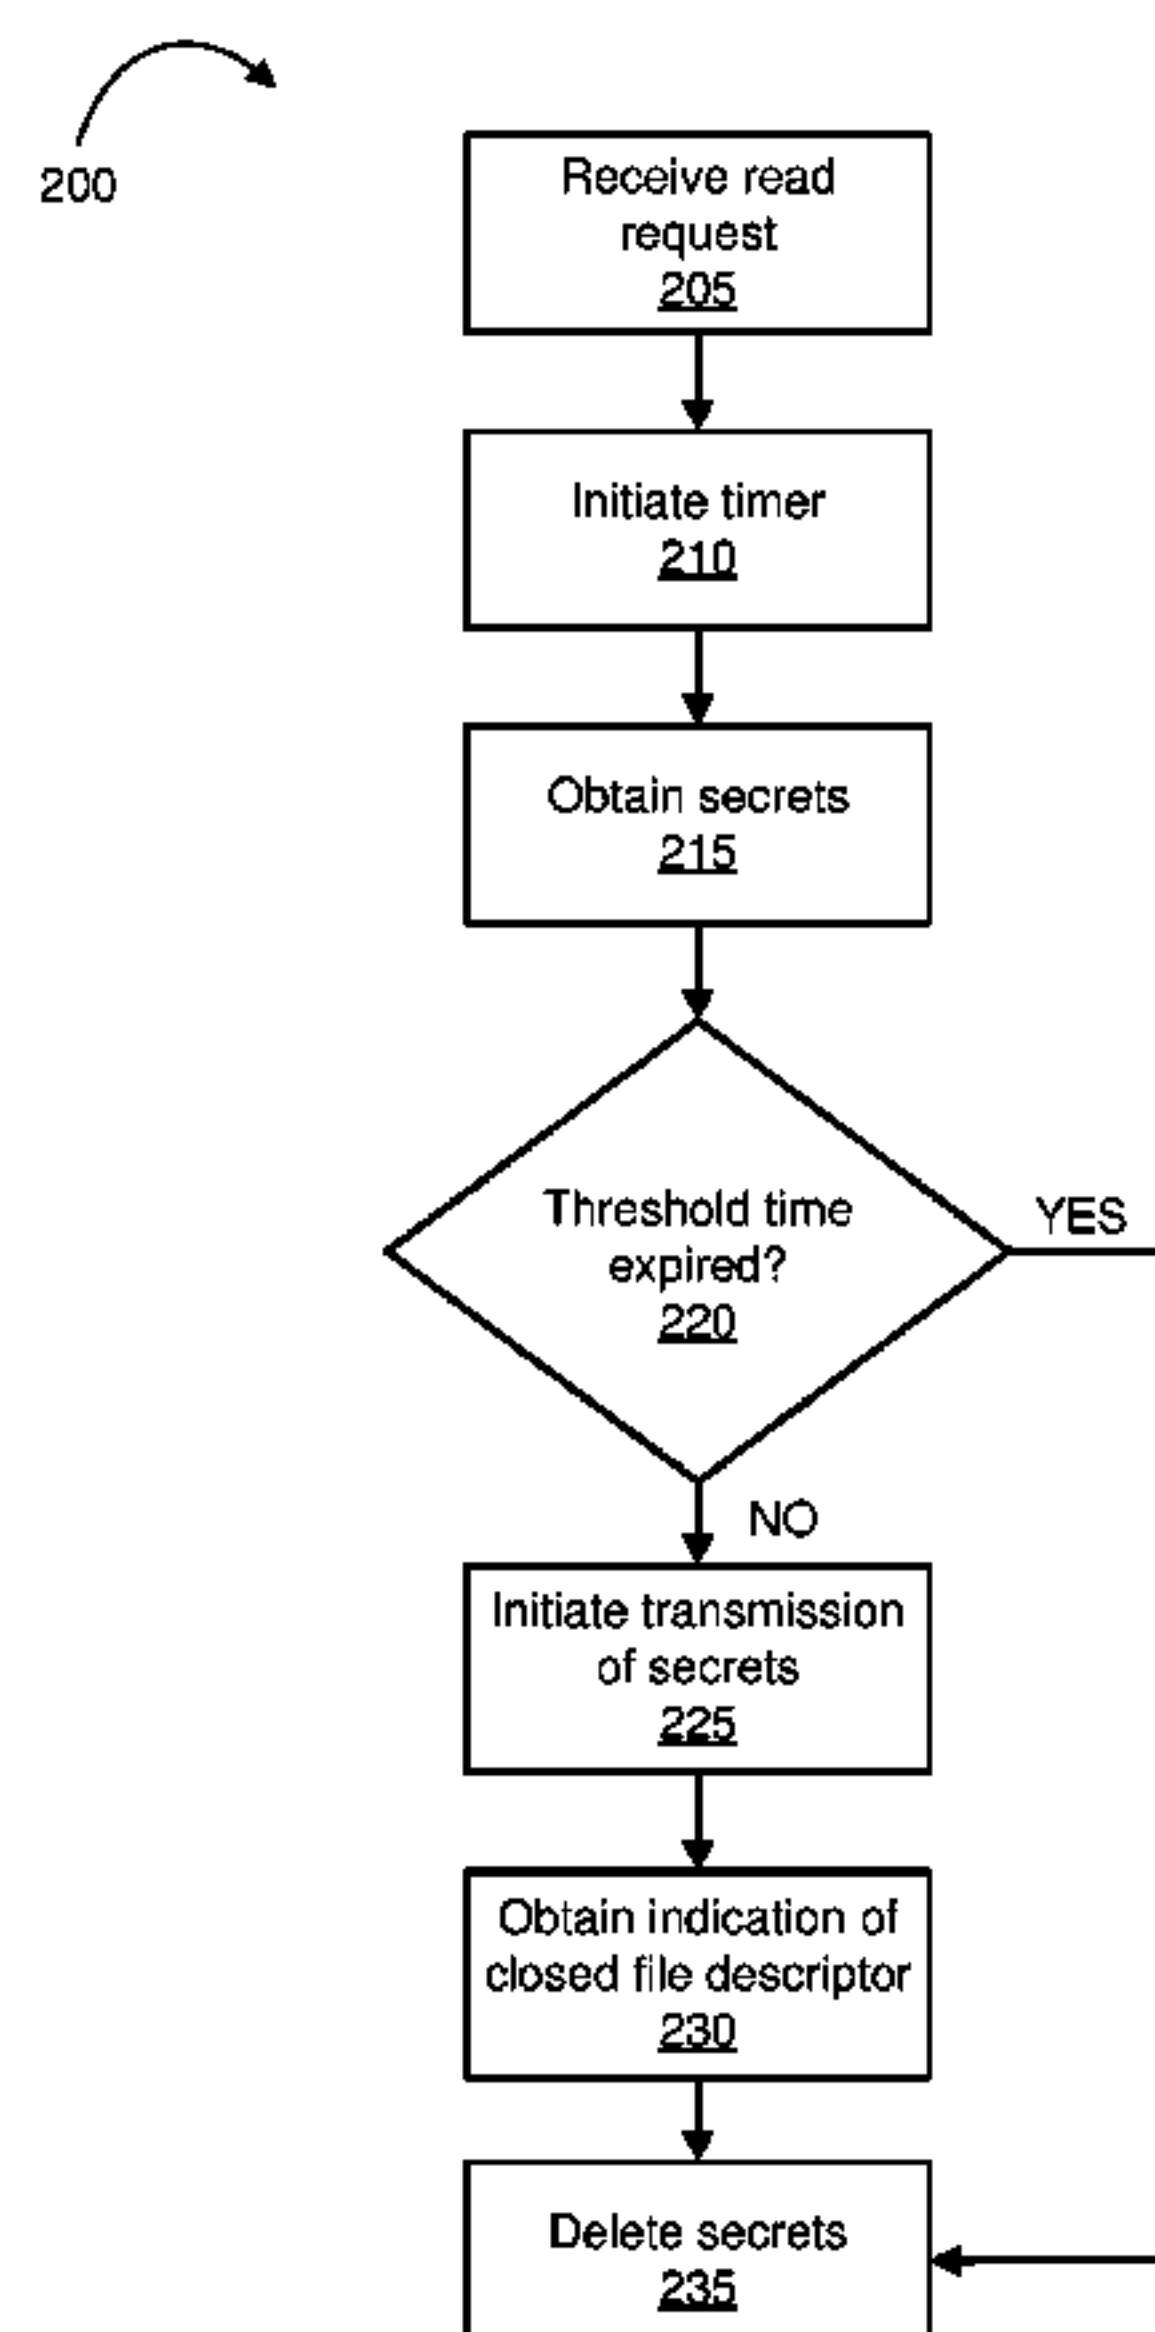 200
Receive read
request
205
Initiate timer
210
Obtain secrets
215
Threshold time
expired?
220
YES
NO
Initiate transmission
of secrets
225
Obtain indication of
closed file descriptor
230
Delete secrets
235